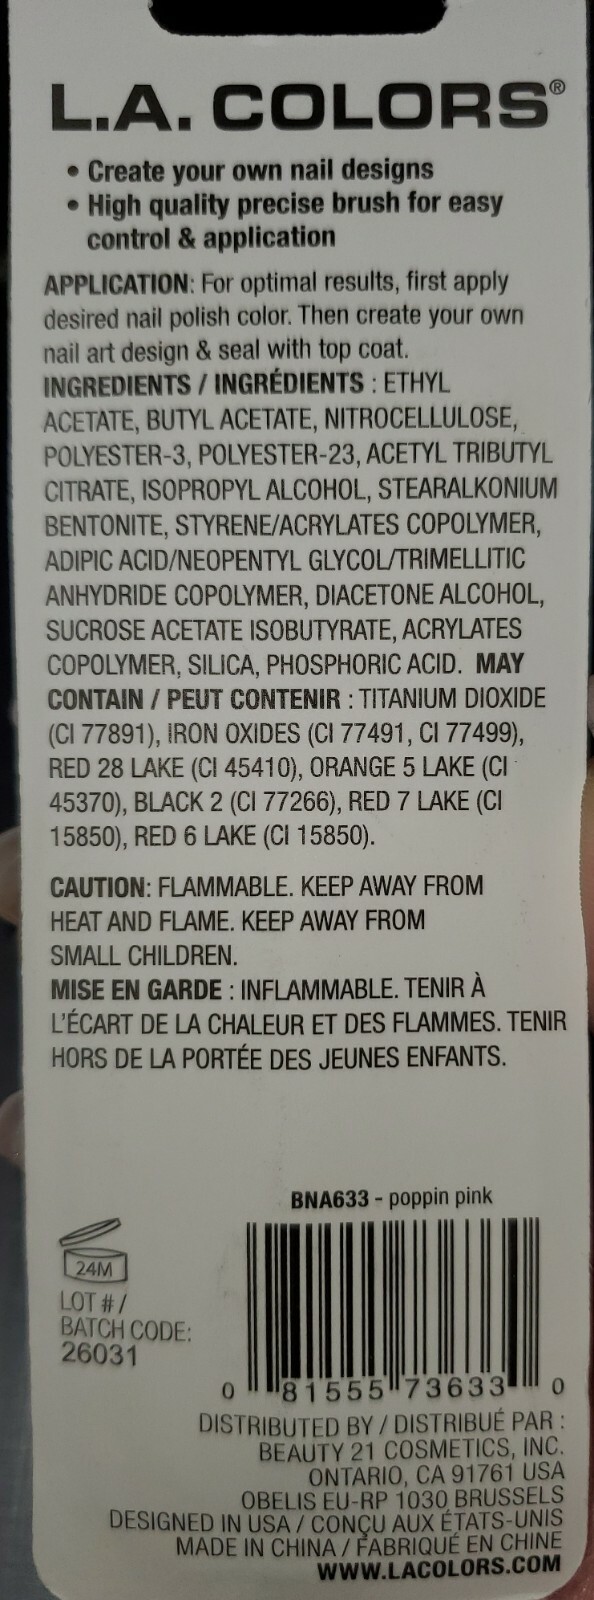 L.A. COLORS®
• Create your own nail designs
• High quality precise brush for easy
control & application
APPLICATION: For optimal results, first apply
desired nail polish color. Then create your own
nail art design & seal with top coat.
INGREDIENTS / INGRÉDIENTS : ETHYL
ACETATE, BUTYL ACETATE, NITROCELLULOSE,
POLYESTER-3, POLYESTER-23, ACETYL TRIBUTYL
CITRATE, ISOPROPYL ALCOHOL, STEARALKONIUM
BENTONITE, STYRENE/ACRYLATES COPOLYMER,
ADIPIC ACID/NEOPENTYL GLYCOL/TRIMELLITIC
ANHYDRIDE COPOLYMER, DIACETONE ALCOHOL,
SUCROSE ACETATE ISOBUTYRATE, ACRYLATES
COPOLYMER, SILICA, PHOSPHORIC ACID. MAY
CONTAIN / PEUT CONTENIR : TITANIUM DIOXIDE
(CI 77891), IRON OXIDES (CI 77491, CI 77499),
RED 28 LAKE (CI 45410), ORANGE 5 LAKE (CI
45370), BLACK 2 (CI 77266), RED 7 LAKE (CI
15850), RED 6 LAKE (CI 15850).
CAUTION: FLAMMABLE. KEEP AWAY FROM
HEAT AND FLAME. KEEP AWAY FROM
SMALL CHILDREN.
MISE EN GARDE : INFLAMMABLE. TENIR À
L'ÉCART DE LA CHALEUR ET DES FLAMMES. TENIR
HORS DE LA PORTÉE DES JEUNES ENFANTS.
BNA633 - poppin pink
24M
LOT # /
BATCH CODE:
26031
0 81555 73633 0
DISTRIBUTED BY / DISTRIBUÉ PAR :
BEAUTY 21 COSMETICS, INC.
ONTARIO, CA 91761 USA
OBELIS EU-RP 1030 BRUSSELS
DESIGNED IN USA / CONÇU AUX ÉTATS-UNIS
MADE IN CHINA / FABRIQUÉ EN CHINE
WWW.LACOLORS.COM